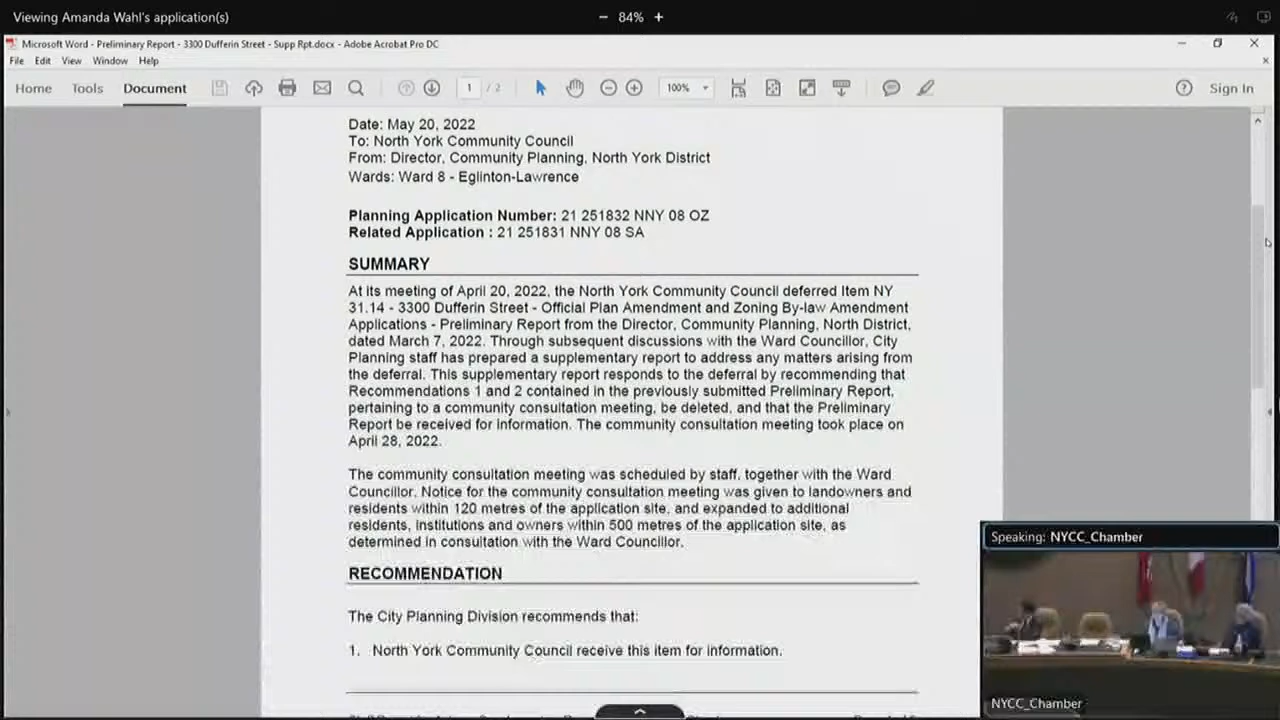 Viewing Amanda Wahl's application(s)
− 84% +
Microsoft Word - Preliminary Report - 3300 Dufferin Street - Supp Rpt.docx - Adobe Acrobat Pro DC
File Edit View Window Help
Home Tools Document 1 / 2 100% Sign In
Date: May 20, 2022
To: North York Community Council
From: Director, Community Planning, North York District
Wards: Ward 8 - Eglinton-Lawrence
Planning Application Number: 21 251832 NNY 08 OZ
Related Application : 21 251831 NNY 08 SA
SUMMARY
At its meeting of April 20, 2022, the North York Community Council deferred Item NY
31.14 - 3300 Dufferin Street - Official Plan Amendment and Zoning By-law Amendment
Applications - Preliminary Report from the Director, Community Planning, North District,
dated March 7, 2022. Through subsequent discussions with the Ward Councillor, City
Planning staff has prepared a supplementary report to address any matters arising from
the deferral. This supplementary report responds to the deferral by recommending that
Recommendations 1 and 2 contained in the previously submitted Preliminary Report,
pertaining to a community consultation meeting, be deleted, and that the Preliminary
Report be received for information. The community consultation meeting took place on
April 28, 2022.
The community consultation meeting was scheduled by staff, together with the Ward
Councillor. Notice for the community consultation meeting was given to landowners and
residents within 120 metres of the application site, and expanded to additional
residents, institutions and owners within 500 metres of the application site, as
determined in consultation with the Ward Councillor.
RECOMMENDATION
The City Planning Division recommends that:
1. North York Community Council receive this item for information.
Speaking: NYCC_Chamber
NYCC_Chamber